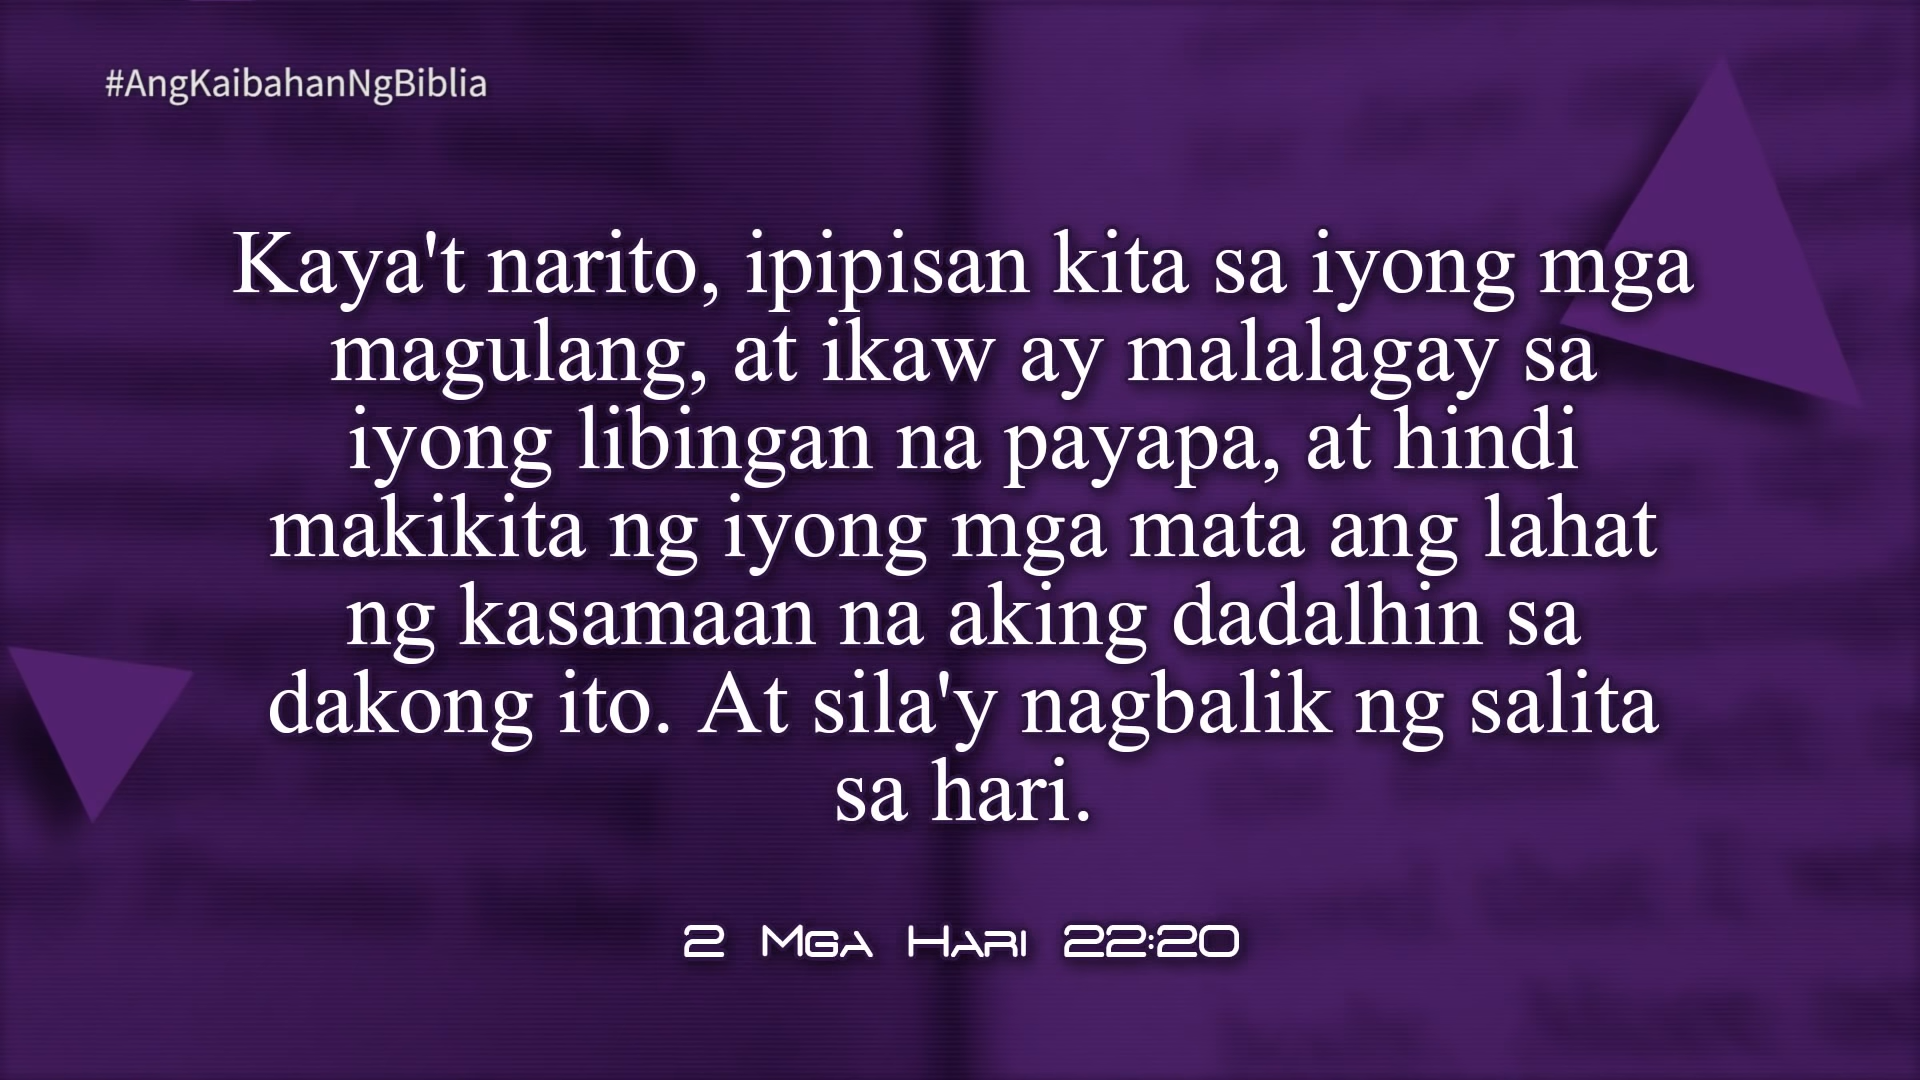 #AngKaibahanNgBiblia
Kaya't narito, ipipisan kita sa iyong mga
magulang, at ikaw ay malalagay sa
iyong libingan na payapa, at hindi
makikita ng iyong mga mata ang lahat
ng kasamaan na aking dadalhin sa
dakong ito. At sila'y nagbalik ng salita
sa hari.
2 Mga Hari 22:20